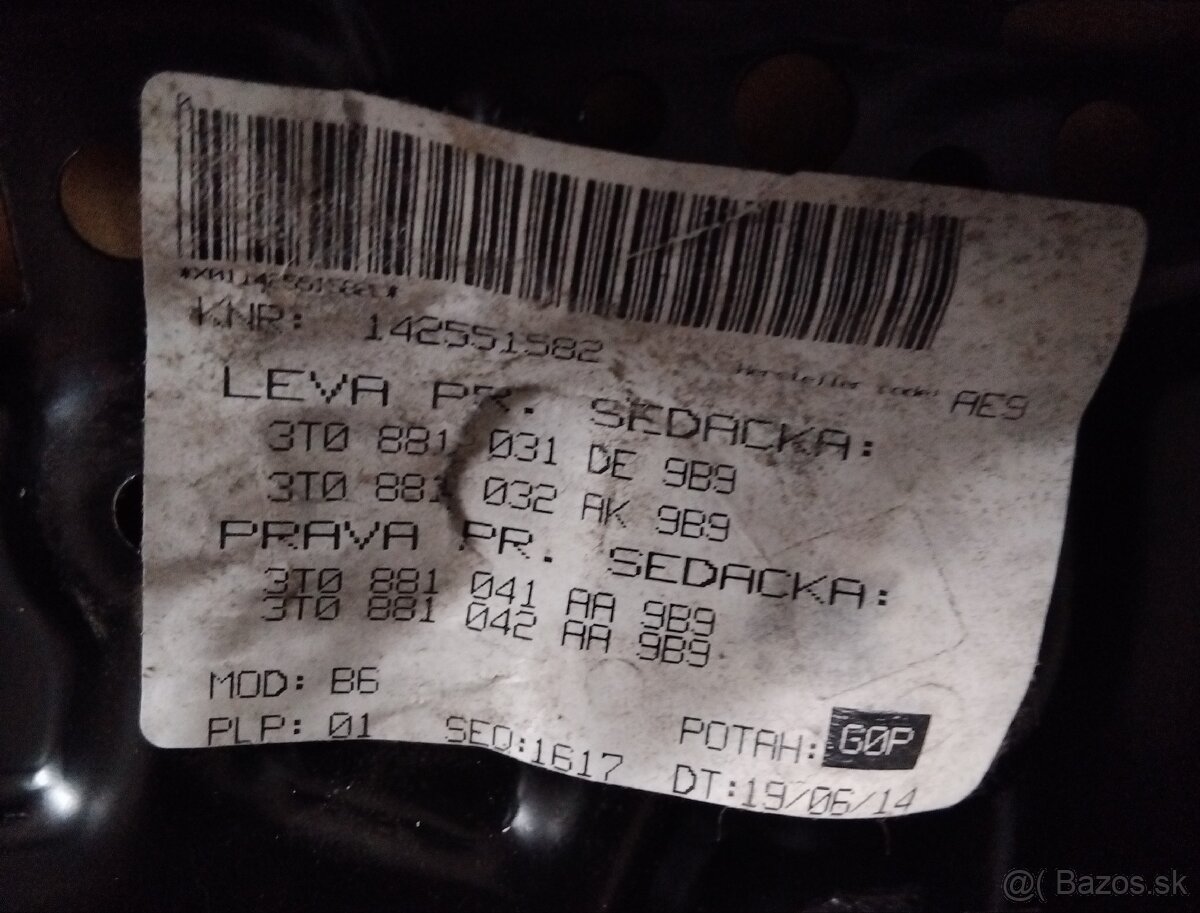 KNR: 142551582
Hersteller code: AE9
LEVA PR. SEDACKA:
3T0 881 031 DE 9B9
3T0 881 032 AK 9B9
PRAVA PR. SEDACKA:
3T0 881 041 AA 9B9
3T0 881 042 AA 9B9
MOD: B6
PLP: 01 SEQ:1617 POTAH: G0P
DT:19/06/14
@( Bazos.sk